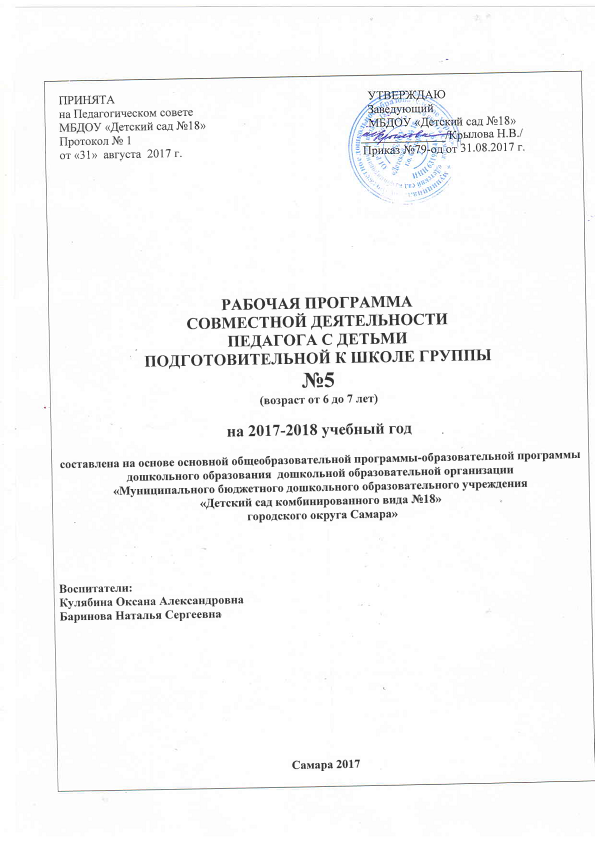 ПРИНЯТА
на Педагогическом совете
МБДОУ «Детский сад №18»
Протокол № 1
от «31» августа 2017 г.
УТВЕРЖДАЮ
Заведующий
МБДОУ «Детский сад №18»
/Крылова Н.В./
Приказ №79-од от 31.08.2017 г.
РАБОЧАЯ ПРОГРАММА
СОВМЕСТНОЙ ДЕЯТЕЛЬНОСТИ
ПЕДАГОГА С ДЕТЬМИ
ПОДГОТОВИТЕЛЬНОЙ К ШКОЛЕ ГРУППЫ
№5
(возраст от 6 до 7 лет)
на 2017-2018 учебный год
составлена на основе основной общеобразовательной программы-образовательной программы
дошкольного образования дошкольной образовательной организации
«Муниципального бюджетного дошкольного образовательного учреждения
«Детский сад комбинированного вида №18»
городского округа Самара»
Воспитатели:
Кулябина Оксана Александровна
Баринова Наталья Сергеевна
Самара 2017